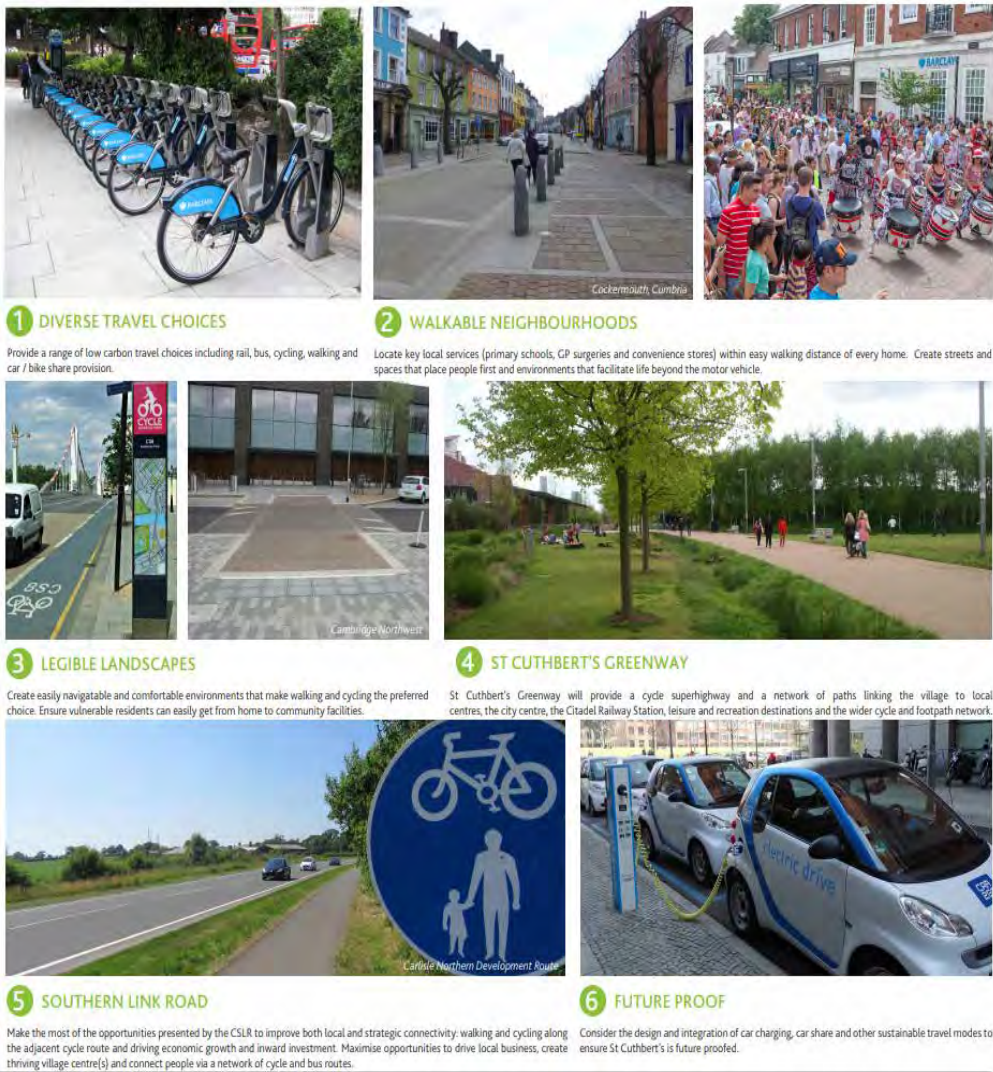 BARCLAYS
BARCLAYS
Cockermouth, Cumbria
BARCLAYS
1 DIVERSE TRAVEL CHOICES
Provide a range of low carbon travel choices including rail, bus, cycling, walking and
car / bike share provision.
2 WALKABLE NEIGHBOURHOODS
Locate key local services (primary schools, GP surgeries and convenience stores) within easy walking distance of every home. Create streets and
spaces that place people first and environments that facilitate life beyond the motor vehicle.
CYCLE
CS8
CS8
Cambridge Northwest
3 LEGIBLE LANDSCAPES
Create easily navigatable and comfortable environments that make walking and cycling the preferred
choice. Ensure vulnerable residents can easily get from home to community facilities.
4 ST CUTHBERT'S GREENWAY
St Cuthbert's Greenway will provide a cycle superhighway and a network of paths linking the village to local
centres, the city centre, the Citadel Railway Station, leisure and recreation destinations and the wider cycle and footpath network.
Carlisle Northern Development Route
electric drive
5 SOUTHERN LINK ROAD
Make the most of the opportunities presented by the CSLR to improve both local and strategic connectivity: walking and cycling along
the adjacent cycle route and driving economic growth and inward investment. Maximise opportunities to drive local business, create
thriving village centre(s) and connect people via a network of cycle and bus routes.
6 FUTURE PROOF
Consider the design and integration of car charging, car share and other sustainable travel modes to
ensure St Cuthbert's is future proofed.